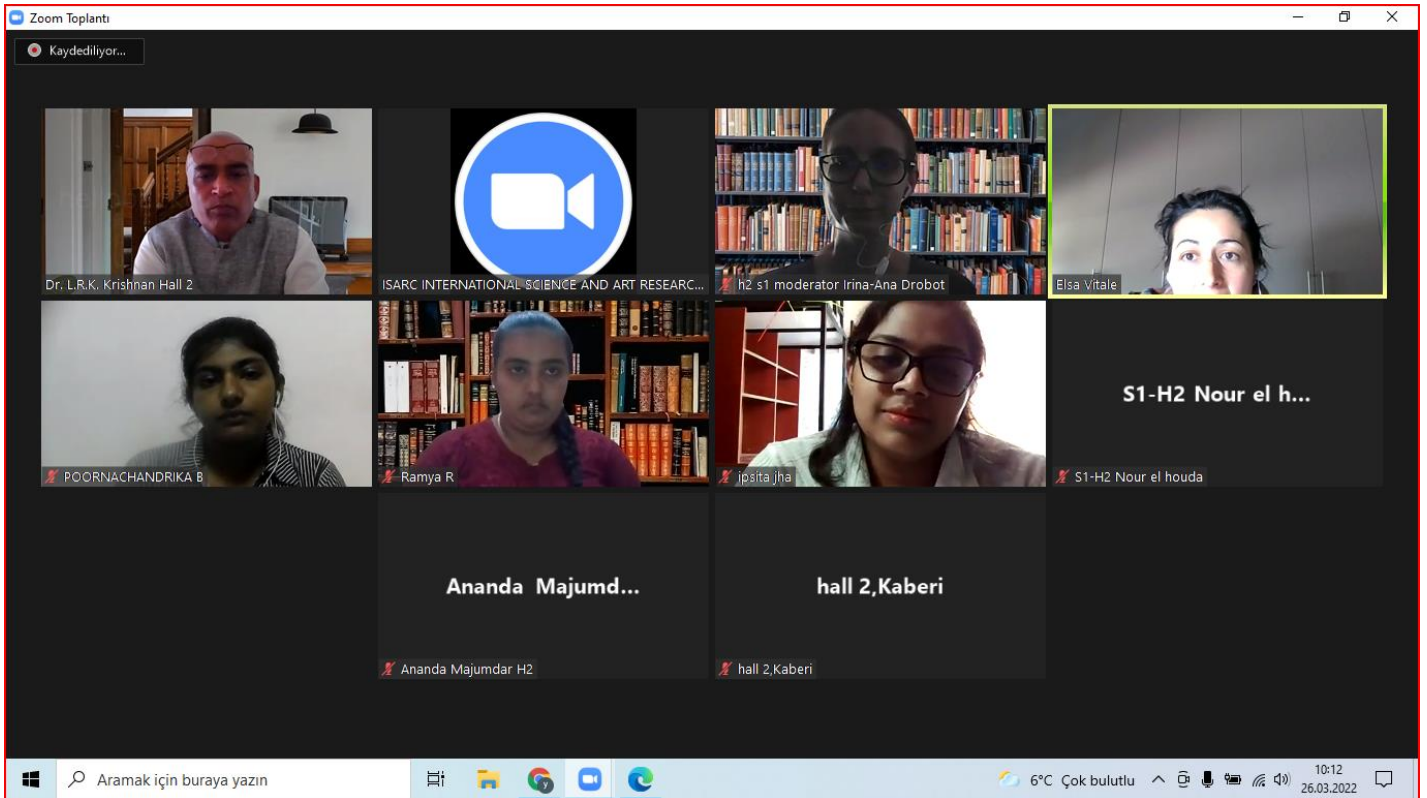 Zoom Toplantı
Kaydediliyor...
Dr. L.R.K. Krishnan Hall 2
ISARC INTERNATIONAL SCIENCE AND ART RESEARC...
h2 s1 moderator Irina-Ana Drobot
Elsa Vitale
POORNACHANDRIKA B
Ramya R
ipsita jha
S1-H2 Nour el h...
S1-H2 Nour el houda
Ananda Majumd...
Ananda Majumdar H2
hall 2,Kaberi
hall 2,Kaberi
Aramak için buraya yazın
6°C Çok bulutlu
10:12
26.03.2022